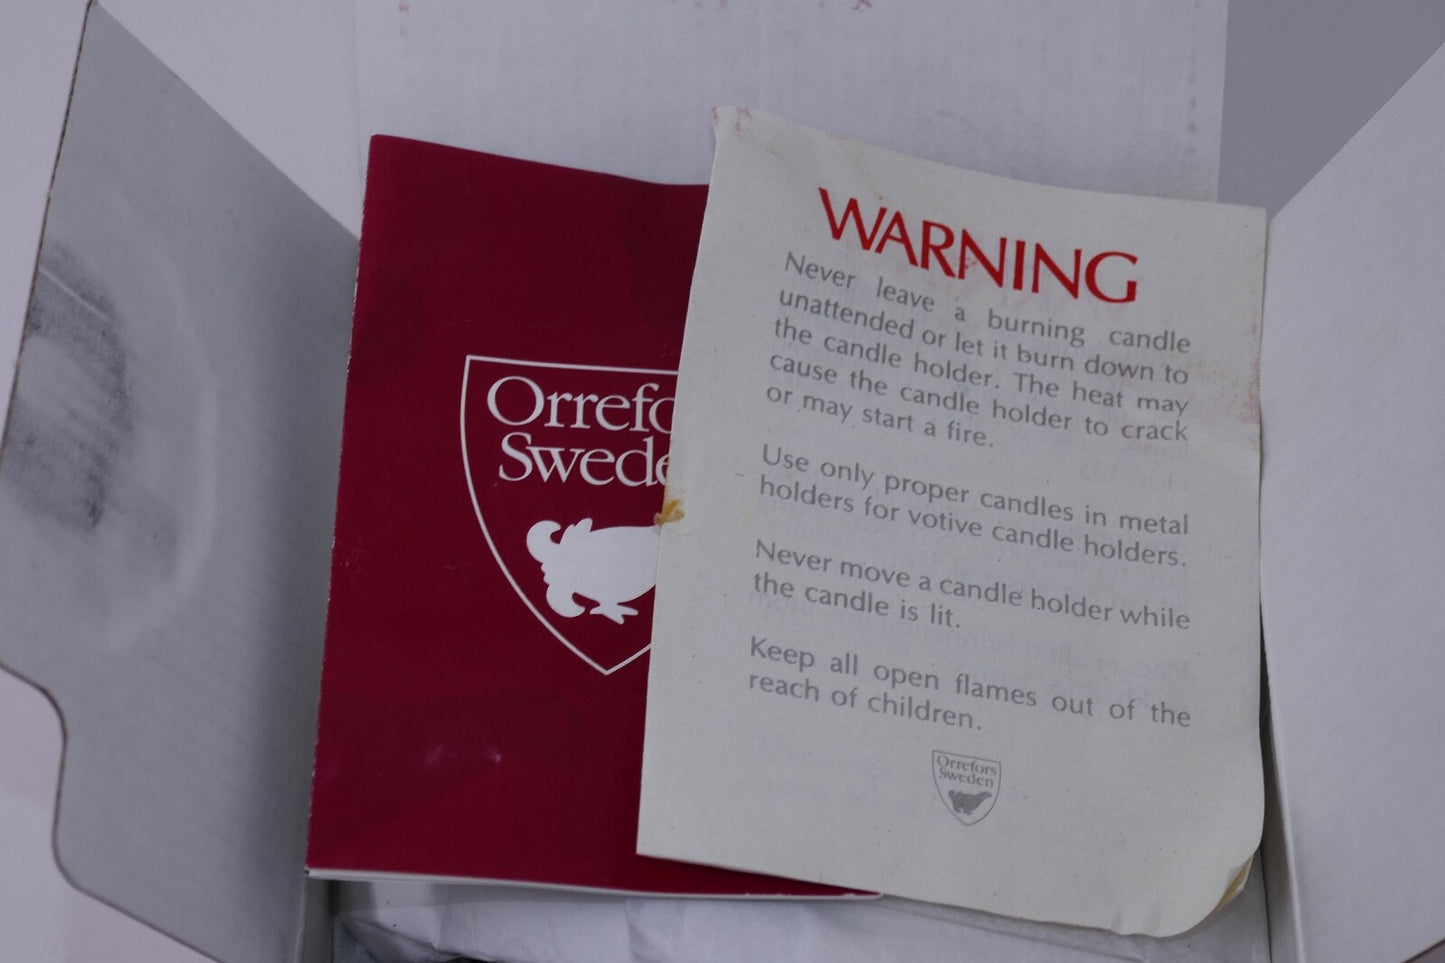 Orrefo
Swede
WARNING
Never leave a burning candle
unattended or let it burn down to
the candle holder. The heat may
cause the candle holder to crack
or may start a fire.
Use only proper candles in metal
holders for votive candle holders.
Never move a candle holder while
the candle is lit.
Keep all open flames out of the
reach of children.
Orrefors
Sweden